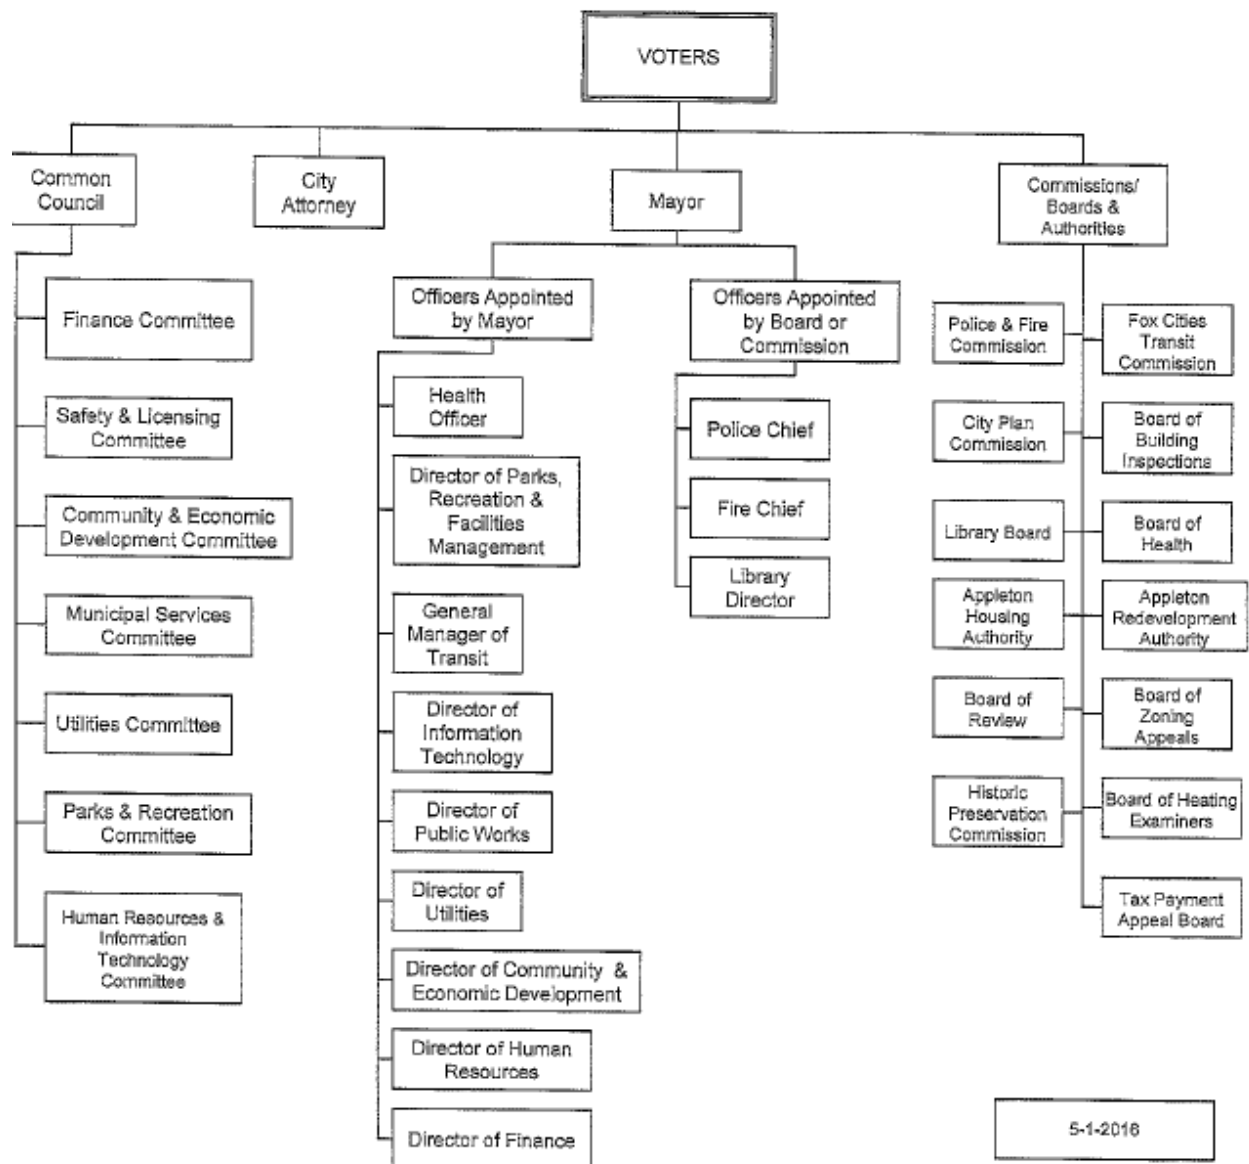 VOTERS
Common
Council
City
Attorney
Mayor
Commissions/
Boards &
Authorities
Finance Committee
Safety & Licensing
Committee
Community & Economic
Development Committee
Municipal Services
Committee
Utilities Committee
Parks & Recreation
Committee
Human Resources &
Information
Technology
Committee
Officers Appointed
by Mayor
Health
Officer
Director of Parks,
Recreation &
Facilities
Management
General
Manager of
Transit
Director of
Information
Technology
Director of
Public Works
Director of
Utilities
Director of Community &
Economic Development
Director of Human
Resources
Director of Finance
Officers Appointed
by Board or
Commission
Police Chief
Fire Chief
Library
Director
Police & Fire
Commission
City Plan
Commission
Library Board
Appleton
Housing
Authority
Board of
Review
Historic
Preservation
Commission
Fox Cities
Transit
Commission
Board of
Building
Inspections
Board of
Health
Appleton
Redevelopment
Authority
Board of
Zoning
Appeals
Board of Heating
Examiners
Tax Payment
Appeal Board
5-1-2016